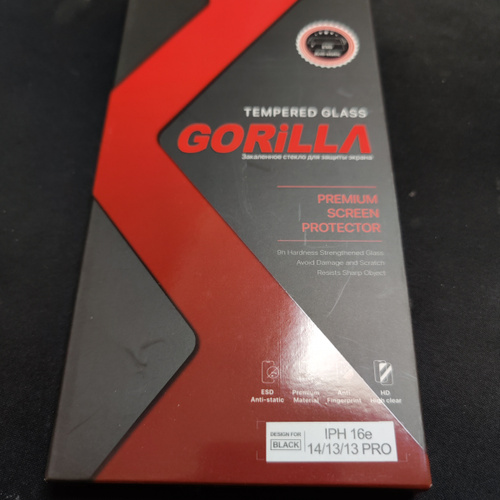 TEMPERED GLASS
GORiLLA
Закаленное стекло для защиты экрана
PREMIUM
SCREEN
PROTECTOR
9h Hardness Strengthened Glass
Avoid Damage and Scratch
Resists Sharp Object
ESD
Anti-static
Premium
Material
Anti
Fingerprint
HD
High clear
DESIGN FOR
BLACK
IPH 16e
14/13/13 PRO